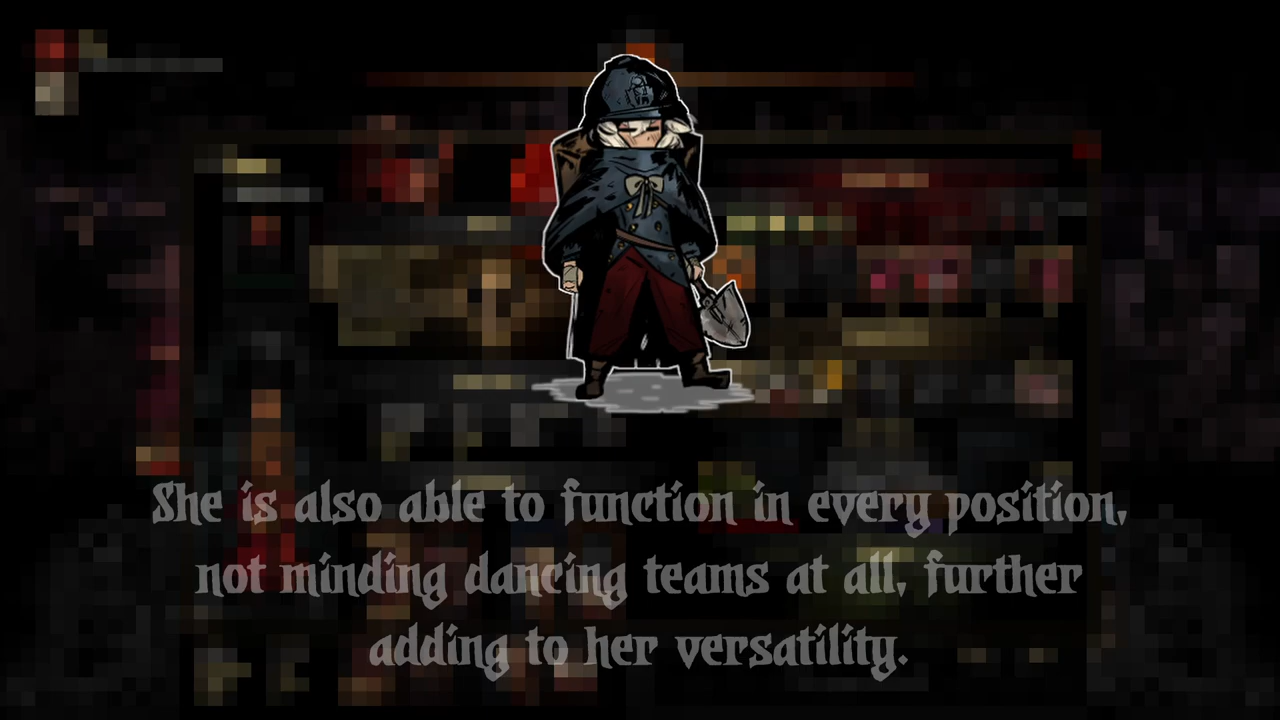 She is also able to function in every position,
not minding dancing teams at all, further
adding to her versatility.